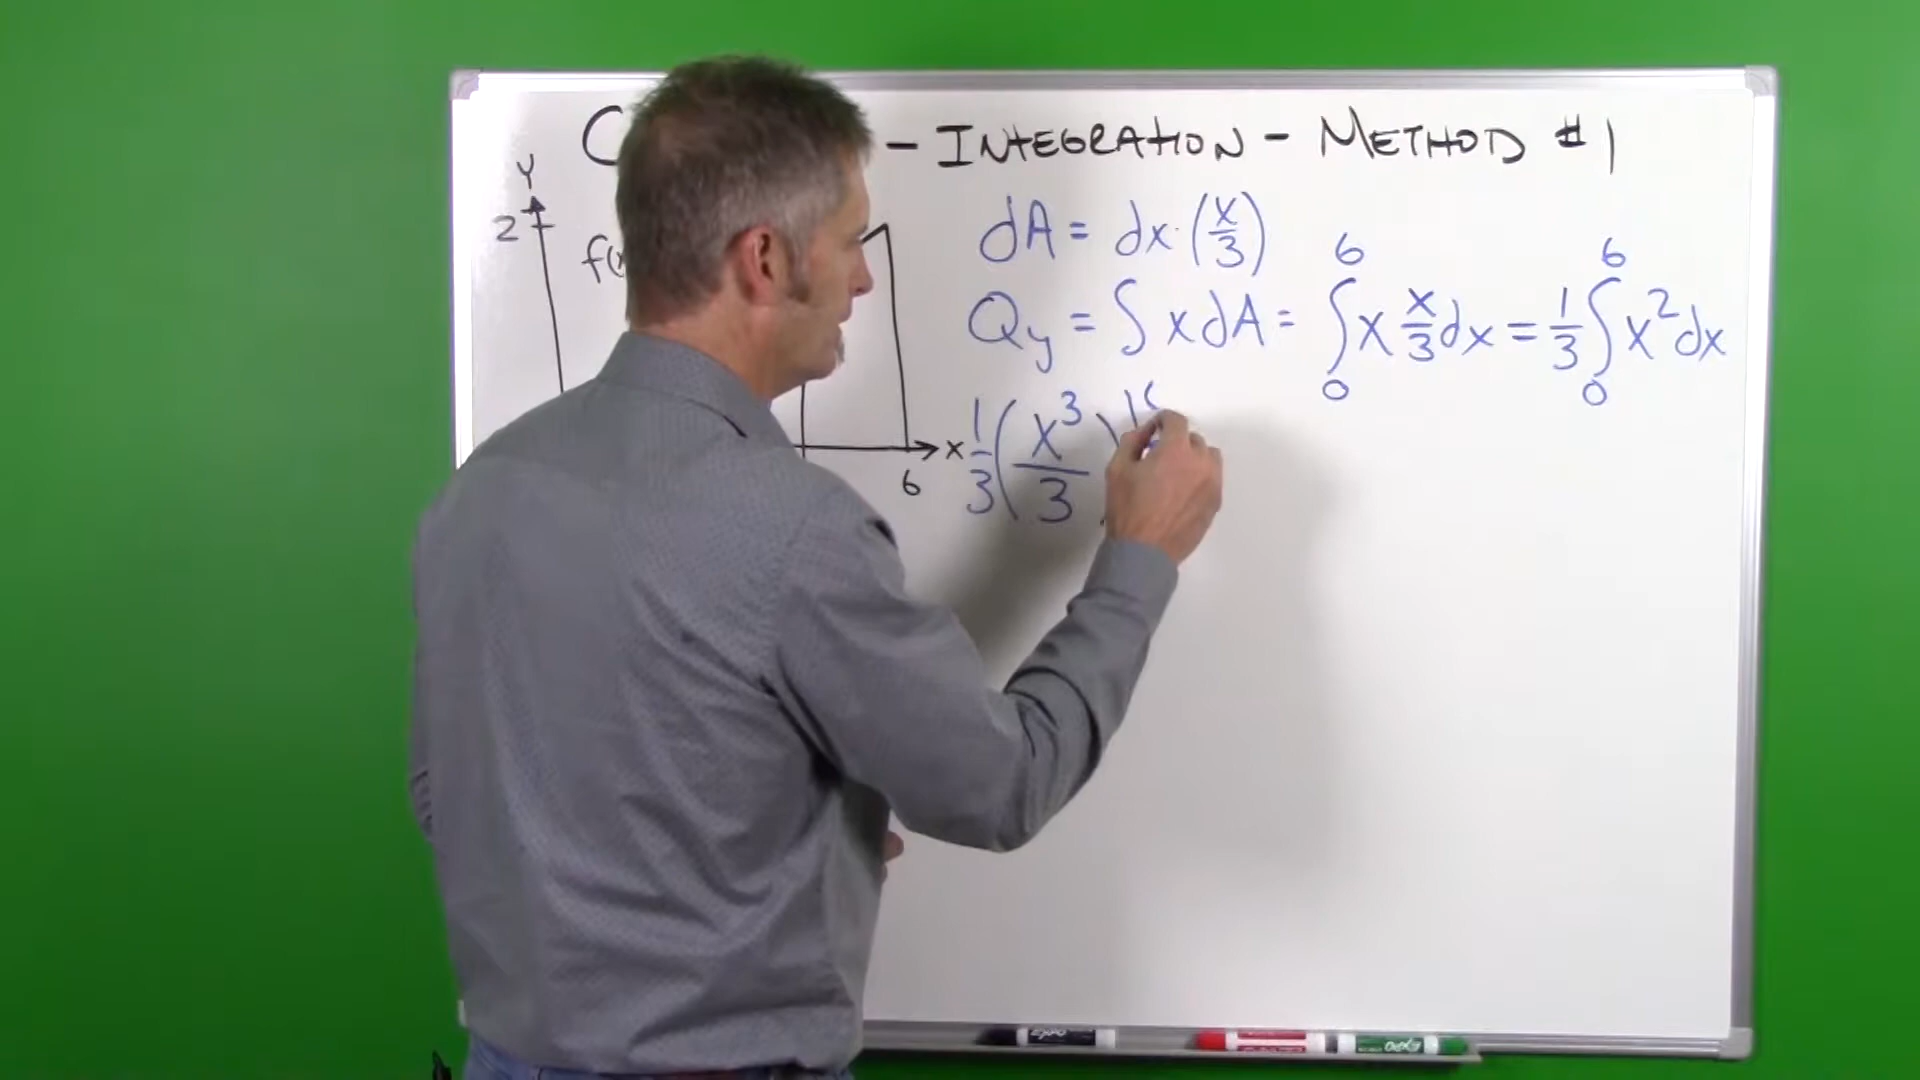 - INTEGRATION - METHOD #1
Y
2
f(
6
x
dA = dx·(x/3)
Qy = ∫ x dA = ∫₀⁶ x x/3 dx = 1/3 ∫₀⁶ x² dx
1/3 (x³/3)|
EXPO